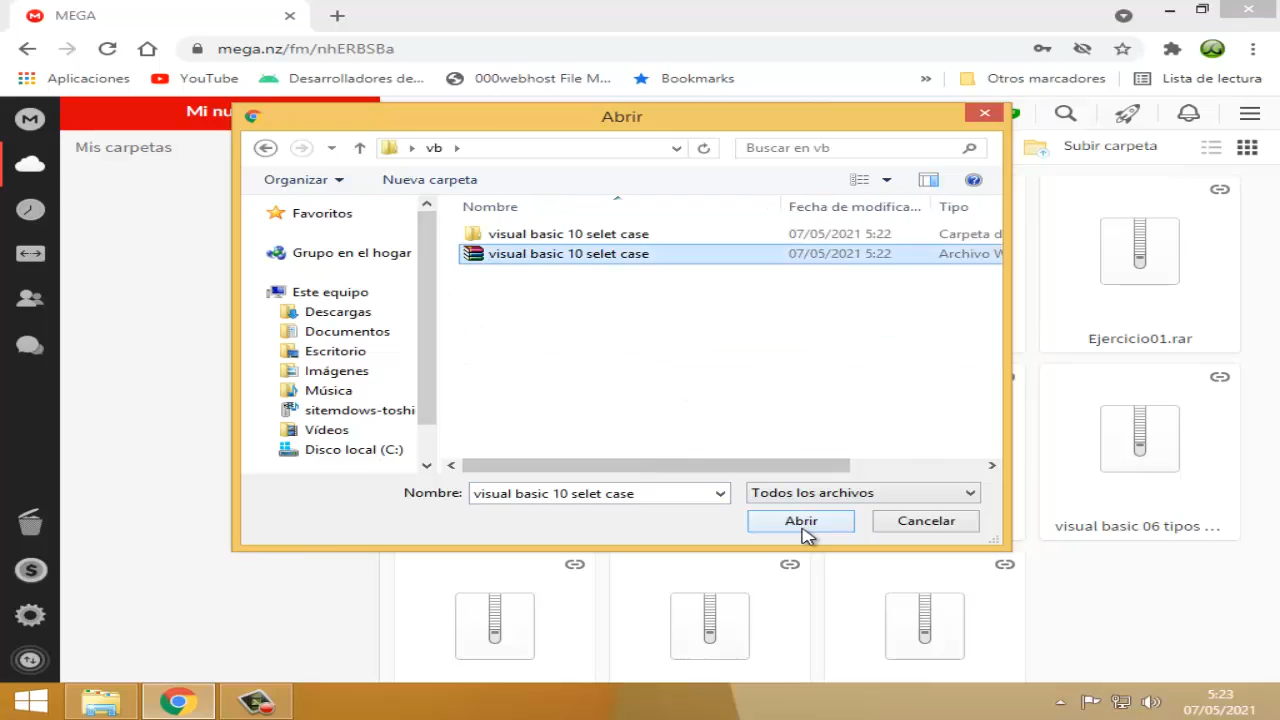 MEGA
mega.nz/fm/nhERBSBa
Aplicaciones
YouTube
Desarrolladores de...
000webhost File M...
Bookmarks
»
Otros marcadores
Lista de lectura
Mi nu
Mis carpetas
Subir carpeta
Abrir
vb
Buscar en vb
Organizar
Nueva carpeta
Nombre
Fecha de modifica...
Tipo
visual basic 10 selet case
07/05/2021 5:22
Carpeta d
visual basic 10 selet case
07/05/2021 5:22
Archivo W
Favoritos
Grupo en el hogar
Este equipo
Descargas
Documentos
Escritorio
Imágenes
Música
sitemdows-toshi
Vídeos
Disco local (C:)
Nombre:
visual basic 10 selet case
Todos los archivos
Abrir
Cancelar
Ejercicio01.rar
visual basic 06 tipos ...
5:23
07/05/2021